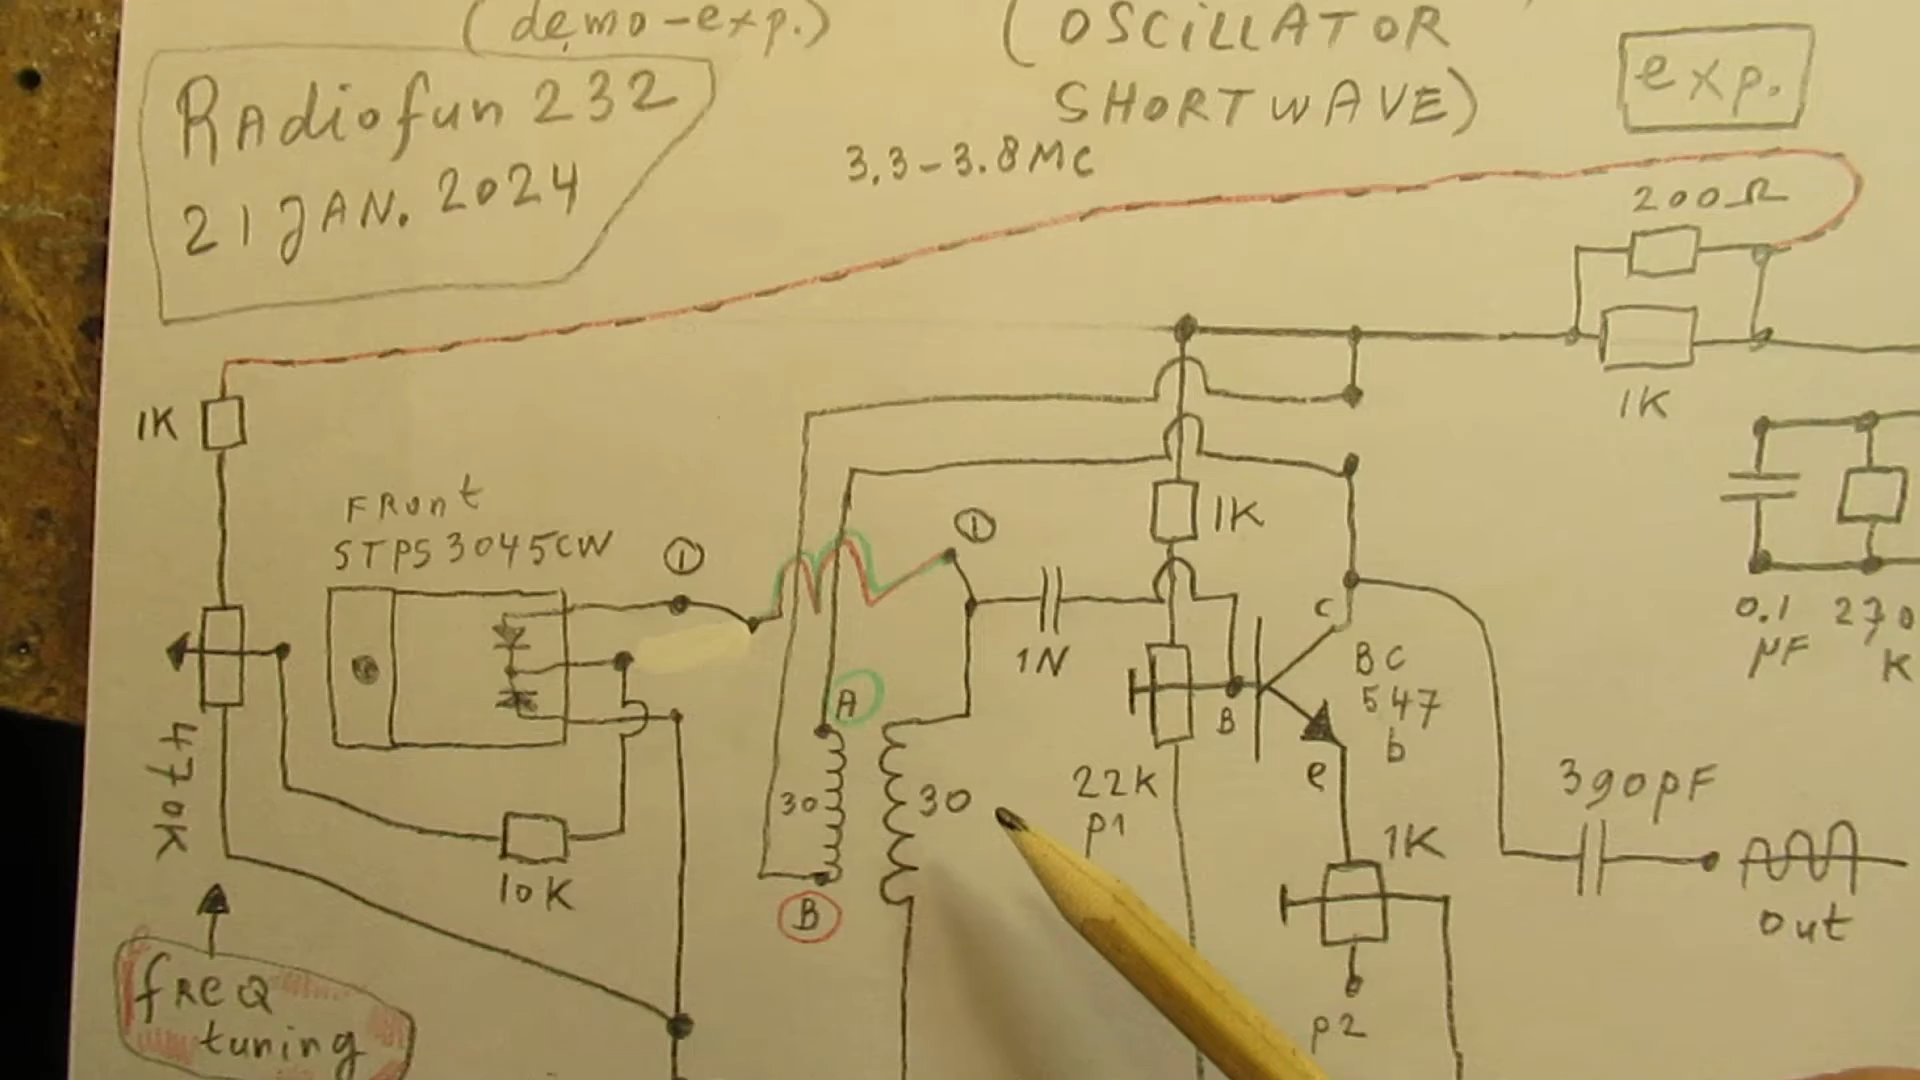 (demo-exp.)
(OSCiLLATOR
SHORTWAVE)
exp.
RAdiofun 232
21 JAN. 2024
3.3-3.8MC
200Ω
1K
1K
FRont
STPS3045CW
1
1
1K
1N
C
BC
547
b
B
e
A
30
30
B
22K
P1
470K
10K
FREQ
tuning
390pF
1K
out
P2
0.1
µF
270
K